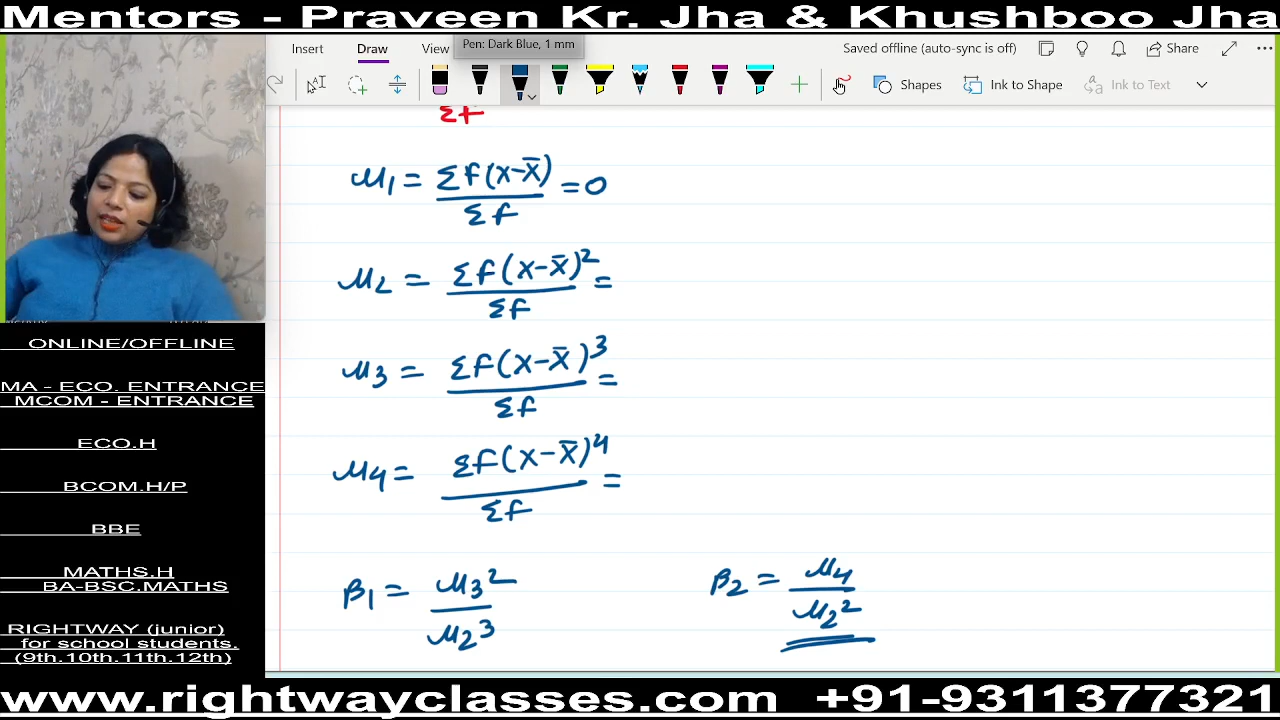 Mentors - Praveen Kr. Jha & Khushboo Jha
Insert Draw View Pen: Dark Blue, 1 mm Saved offline (auto-sync is off) Share
Shapes Ink to Shape Ink to Text
Σf
μ1 = Σf(x-x̄) / Σf = 0
μ2 = Σf(x-x̄)² / Σf =
μ3 = Σf(x-x̄)³ / Σf =
μ4 = Σf(x-x̄)⁴ / Σf =
β1 = μ3² / μ2³
β2 = μ4 / μ2²
ONLINE/OFFLINE
MA - ECO. ENTRANCE
MCOM - ENTRANCE
ECO.H
BCOM.H/P
BBE
MATHS.H
BA-BSC.MATHS
RIGHTWAY (junior)
for school students.
(9th.10th.11th.12th)
www.rightwayclasses.com +91-9311377321